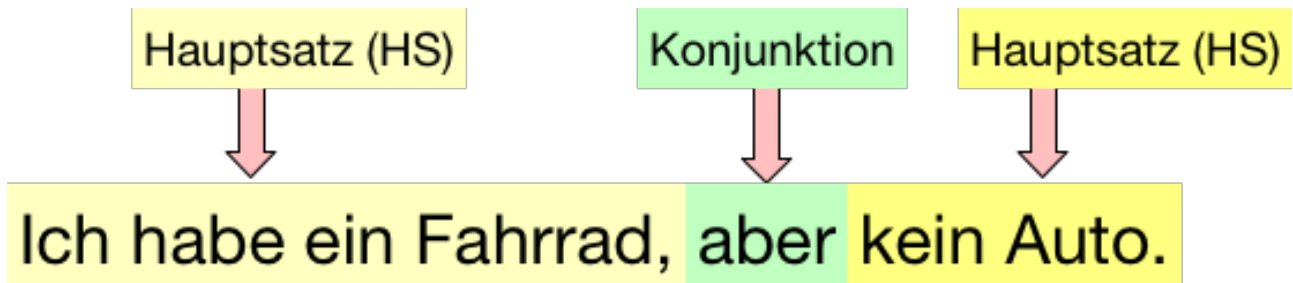 Hauptsatz (HS) Konjunktion Hauptsatz (HS)
Ich habe ein Fahrrad, aber kein Auto.